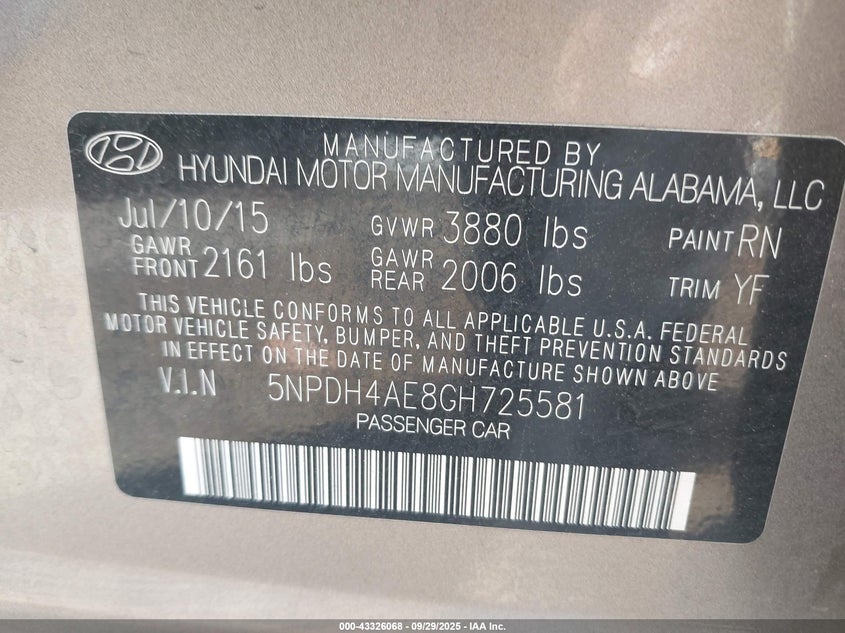 MANUFACTURED BY
HYUNDAI MOTOR MANUFACTURING ALABAMA, LLC
Jul/10/15 GVWR 3880 lbs PAINT RN
GAWR FRONT 2161 lbs GAWR REAR 2006 lbs TRIM YF
THIS VEHICLE CONFORMS TO ALL APPLICABLE U.S.A. FEDERAL
MOTOR VEHICLE SAFETY, BUMPER, AND THEFT PREVENTION STANDARDS
IN EFFECT ON THE DATE OF MANUFACTURE SHOWN ABOVE
V.I.N 5NPDH4AE8GH725581
PASSENGER CAR
000-43326068 - 09/29/2025 - IAA Inc.